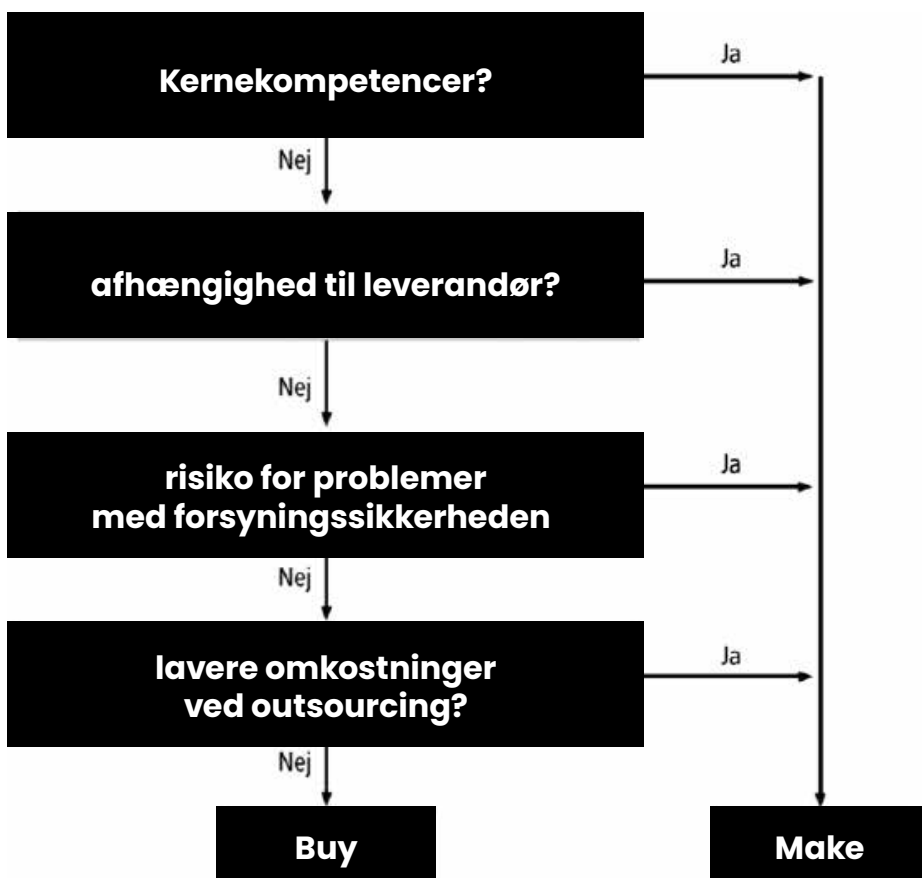 Kernekompetencer?
Ja
Nej
afhængighed til leverandør?
Ja
Nej
risiko for problemer
med forsyningssikkerheden
Ja
Nej
lavere omkostninger
ved outsourcing?
Ja
Nej
Buy
Make